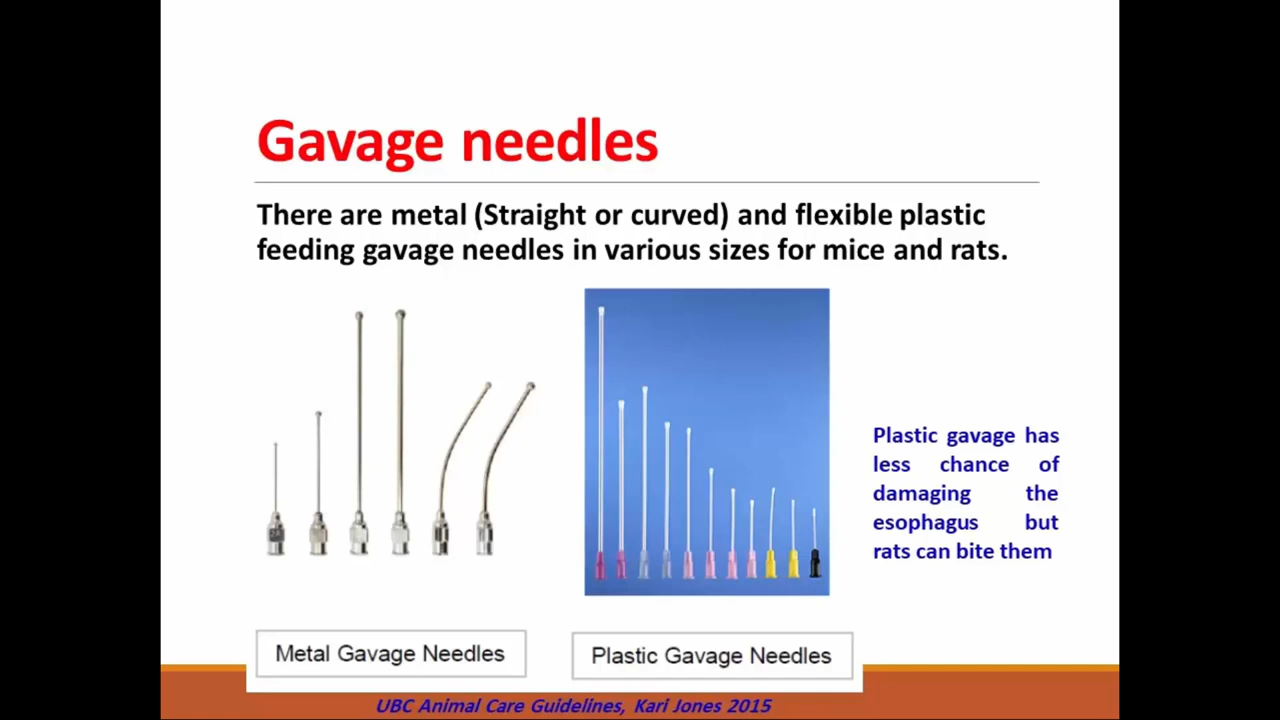 Gavage needles
There are metal (Straight or curved) and flexible plastic
feeding gavage needles in various sizes for mice and rats.
Plastic gavage has
less chance of
damaging the
esophagus but
rats can bite them
Metal Gavage Needles
Plastic Gavage Needles
UBC Animal Care Guidelines, Kari Jones 2015